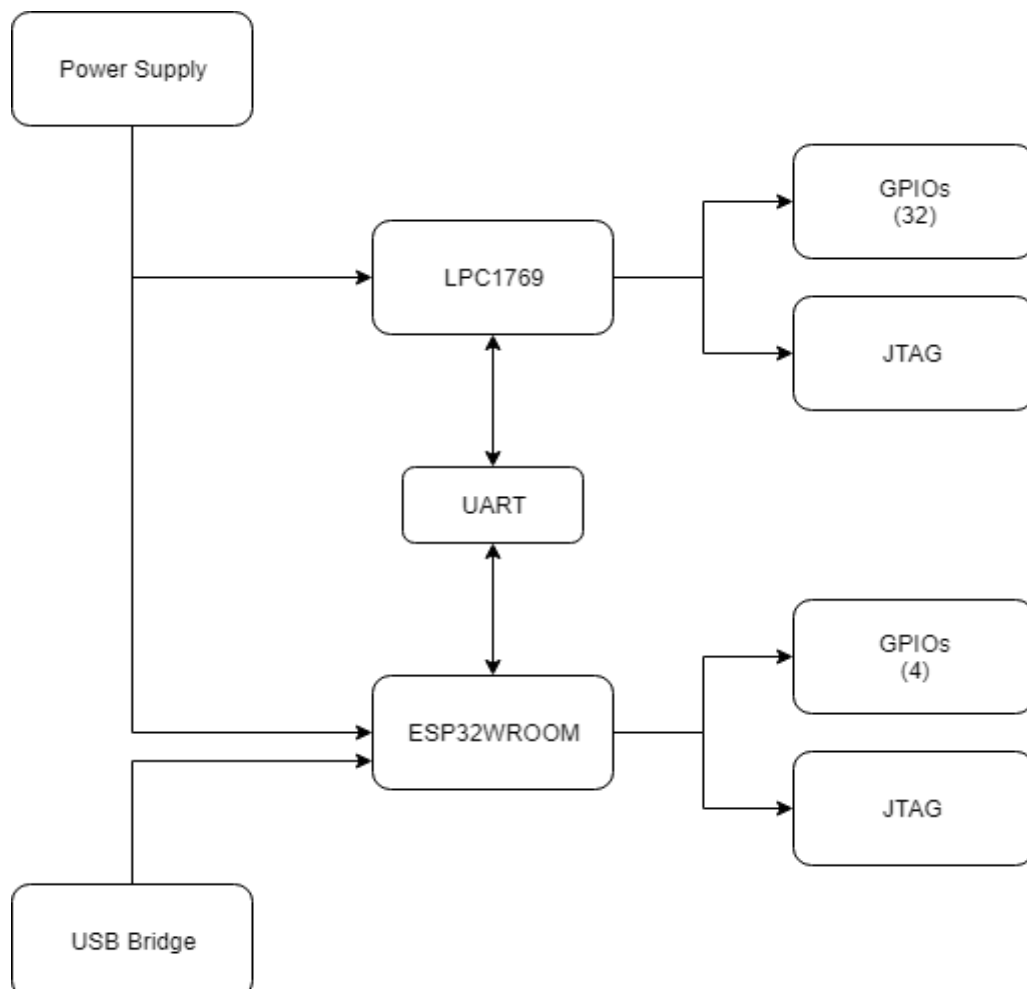 Power Supply
GPIOs
(32)
LPC1769
JTAG
UART
GPIOs
(4)
ESP32WROOM
JTAG
USB Bridge